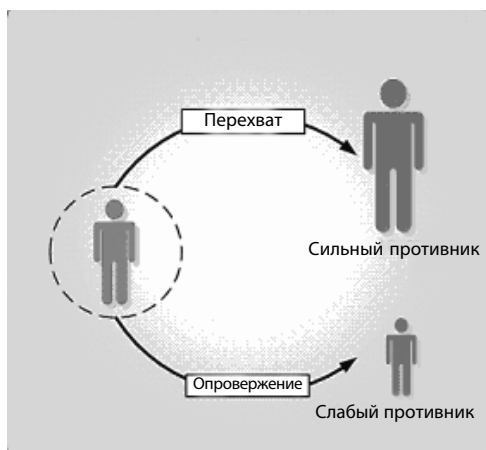 Перехват
Сильный противник
Опровержение
Слабый противник